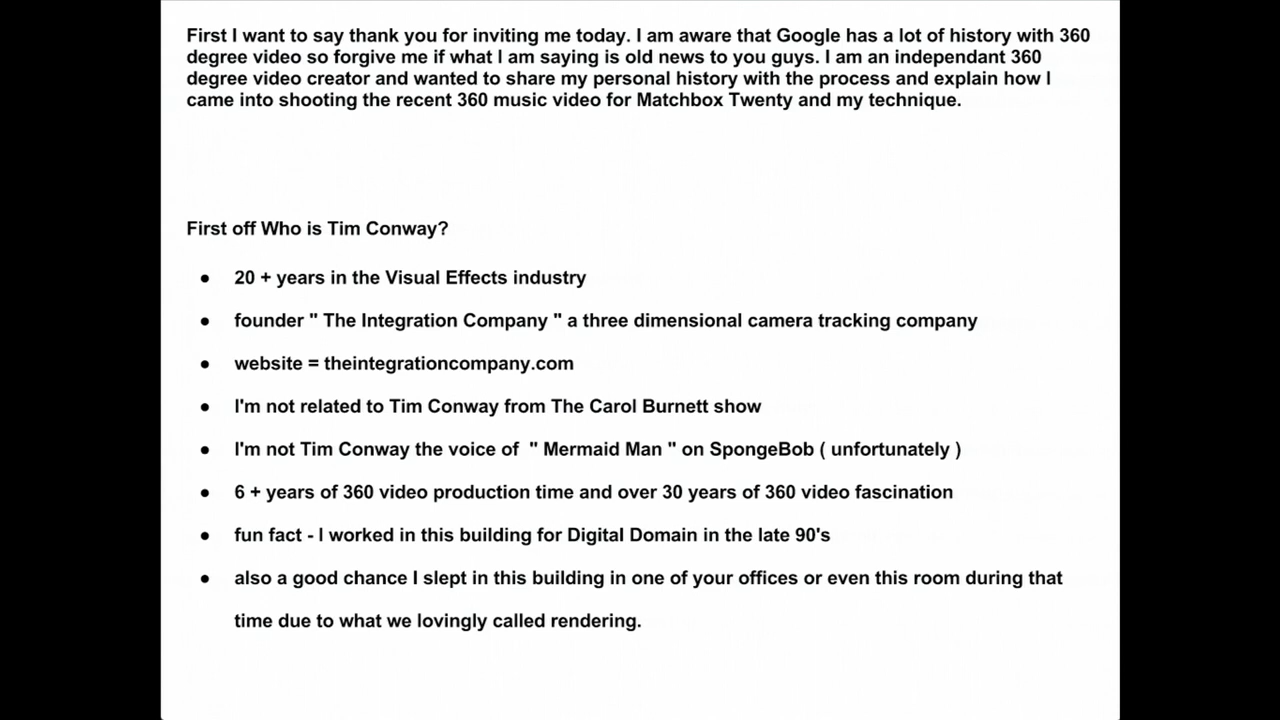 First I want to say thank you for inviting me today. I am aware that Google has a lot of history with 360
degree video so forgive me if what I am saying is old news to you guys. I am an independant 360
degree video creator and wanted to share my personal history with the process and explain how I
came into shooting the recent 360 music video for Matchbox Twenty and my technique.
First off Who is Tim Conway?
● 20 + years in the Visual Effects industry
● founder " The Integration Company " a three dimensional camera tracking company
● website = theintegrationcompany.com
● I'm not related to Tim Conway from The Carol Burnett show
● I'm not Tim Conway the voice of " Mermaid Man " on SpongeBob ( unfortunately )
● 6 + years of 360 video production time and over 30 years of 360 video fascination
● fun fact - I worked in this building for Digital Domain in the late 90's
● also a good chance I slept in this building in one of your offices or even this room during that
time due to what we lovingly called rendering.